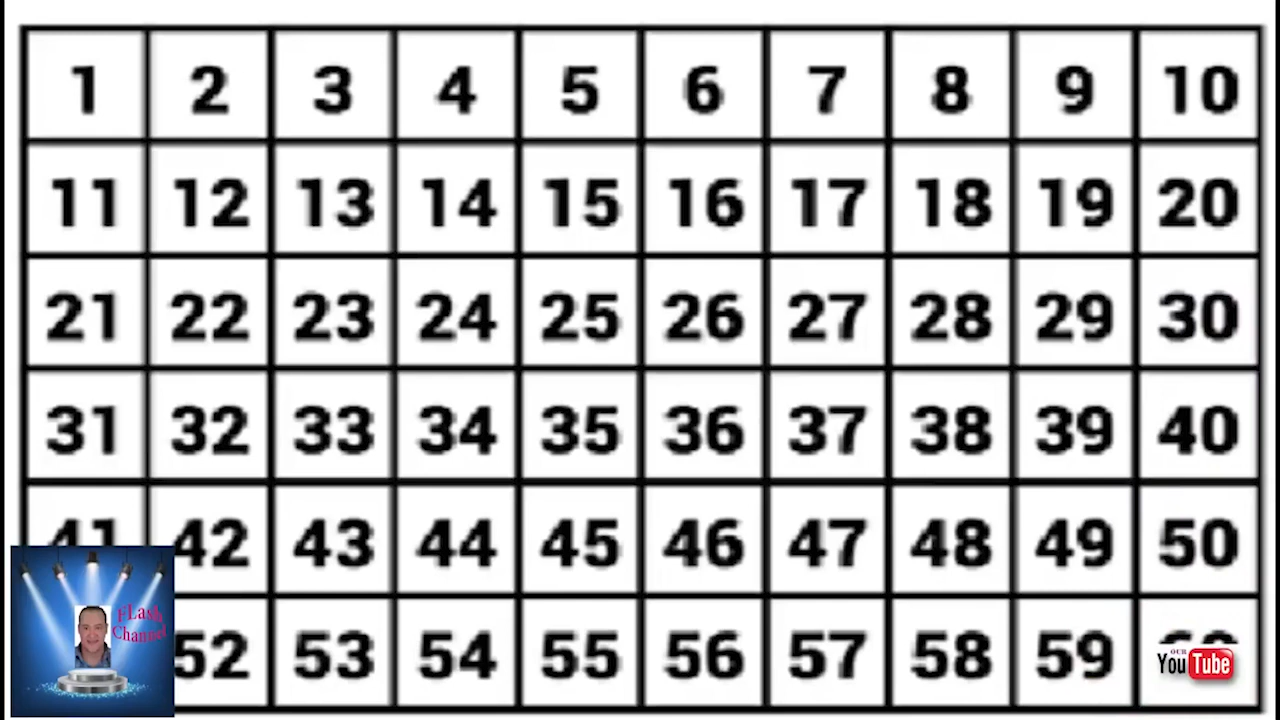 1 2 3 4 5 6 7 8 9 10
11 12 13 14 15 16 17 18 19 20
21 22 23 24 25 26 27 28 29 30
31 32 33 34 35 36 37 38 39 40
41 42 43 44 45 46 47 48 49 50
52 53 54 55 56 57 58 59 60
fLash
Channel
OUR
YouTube